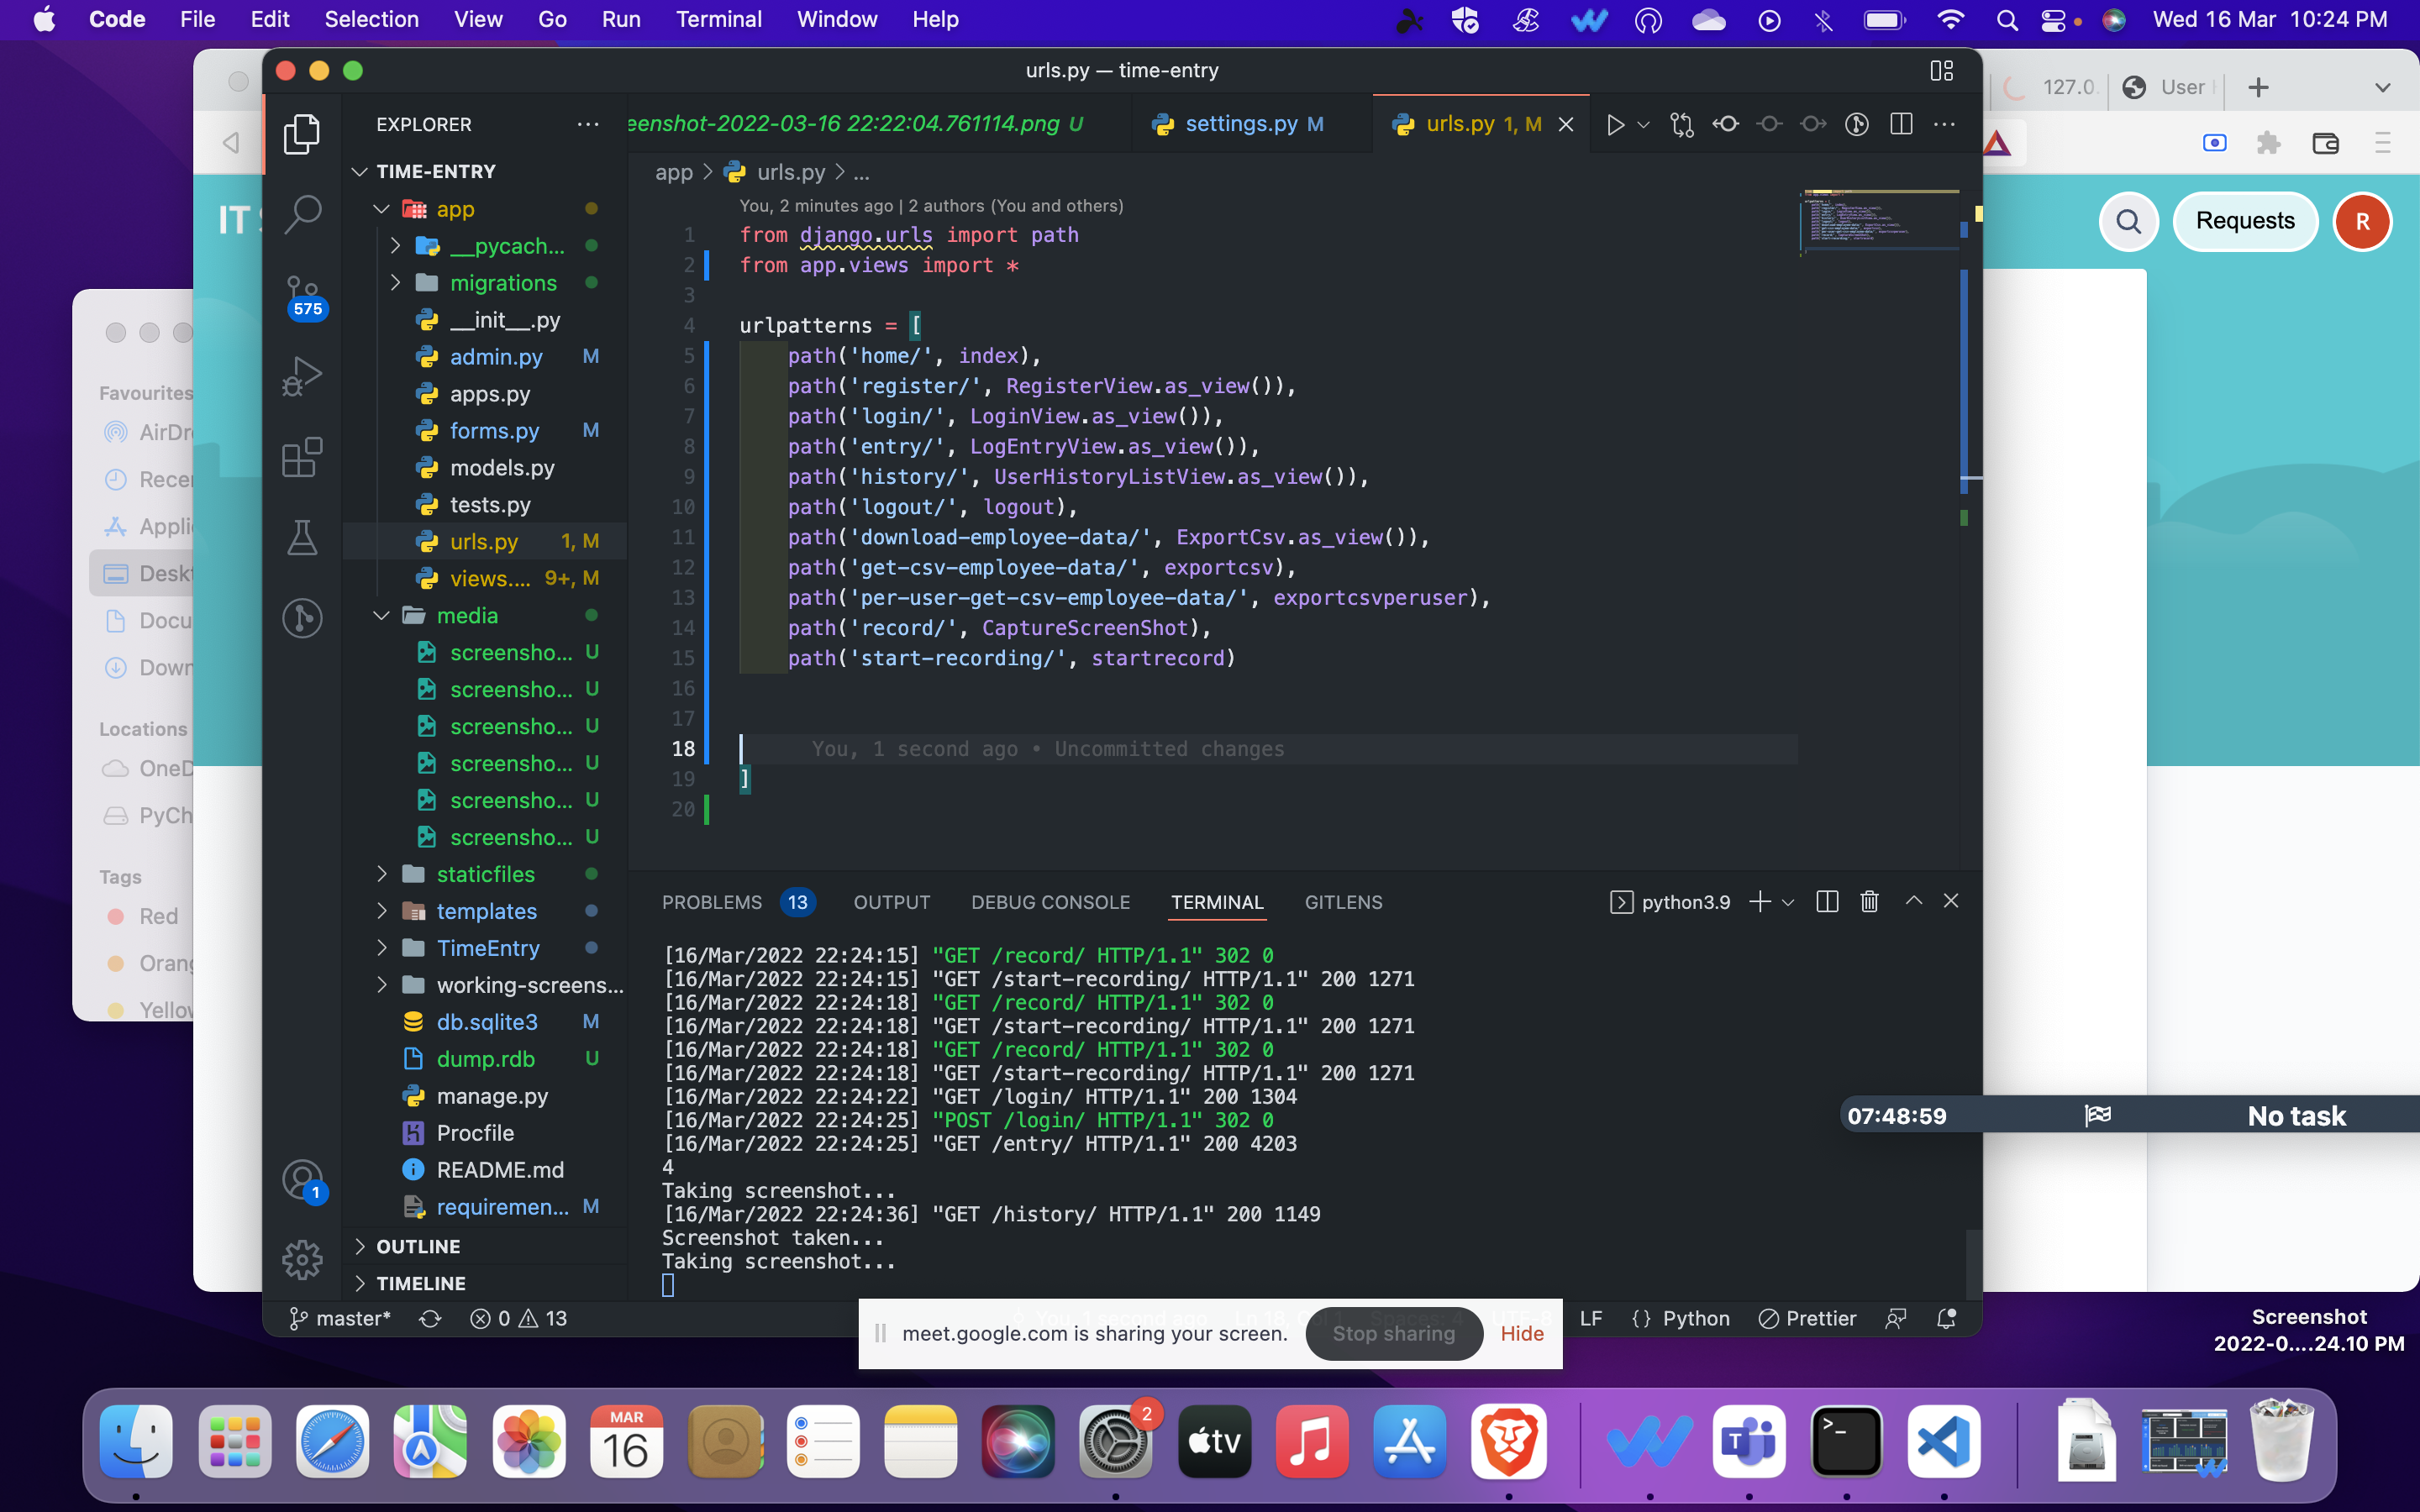 Code File Edit Selection View Go Run Terminal Window Help
Wed 16 Mar 10:24 PM
urls.py — time-entry
127.0.
User
IT
Requests
R
EXPLORER
eenshot-2022-03-16 22:22:04.761114.png U
settings.py M
urls.py 1, M
TIME-ENTRY
app > urls.py > ...
app
__pycach...
migrations
__init__.py
admin.py M
apps.py
forms.py M
models.py
tests.py
urls.py 1, M
views.... 9+, M
media
screensho... U
screensho... U
screensho... U
screensho... U
screensho... U
screensho... U
staticfiles
templates
TimeEntry
working-screens...
db.sqlite3 M
dump.rdb U
manage.py
Procfile
README.md
requiremen... M
OUTLINE
TIMELINE
575
1
Favourites
AirDr
Rece
Appli
Desk
Docu
Down
Locations
OneD
PyCh
Tags
Red
Orang
Yello
You, 2 minutes ago | 2 authors (You and others)
1 from django.urls import path
2 from app.views import *
3
4 urlpatterns = [
5 path('home/', index),
6 path('register/', RegisterView.as_view()),
7 path('login/', LoginView.as_view()),
8 path('entry/', LogEntryView.as_view()),
9 path('history/', UserHistoryListView.as_view()),
10 path('logout/', logout),
11 path('download-employee-data/', ExportCsv.as_view()),
12 path('get-csv-employee-data/', exportcsv),
13 path('per-user-get-csv-employee-data/', exportcsvperuser),
14 path('record/', CaptureScreenShot),
15 path('start-recording/', startrecord)
16
17
18 You, 1 second ago • Uncommitted changes
19 ]
20
PROBLEMS 13 OUTPUT DEBUG CONSOLE TERMINAL GITLENS
python3.9
[16/Mar/2022 22:24:15] "GET /record/ HTTP/1.1" 302 0
[16/Mar/2022 22:24:15] "GET /start-recording/ HTTP/1.1" 200 1271
[16/Mar/2022 22:24:18] "GET /record/ HTTP/1.1" 302 0
[16/Mar/2022 22:24:18] "GET /start-recording/ HTTP/1.1" 200 1271
[16/Mar/2022 22:24:18] "GET /record/ HTTP/1.1" 302 0
[16/Mar/2022 22:24:18] "GET /start-recording/ HTTP/1.1" 200 1271
[16/Mar/2022 22:24:22] "GET /login/ HTTP/1.1" 200 1304
[16/Mar/2022 22:24:25] "POST /login/ HTTP/1.1" 302 0
[16/Mar/2022 22:24:25] "GET /entry/ HTTP/1.1" 200 4203
4
Taking screenshot...
[16/Mar/2022 22:24:36] "GET /history/ HTTP/1.1" 200 1149
Screenshot taken...
Taking screenshot...
07:48:59 No task
master* 0 13
LF {} Python Prettier
meet.google.com is sharing your screen. Stop sharing Hide
Screenshot
2022-0....24.10 PM
MAR
16
2
tv